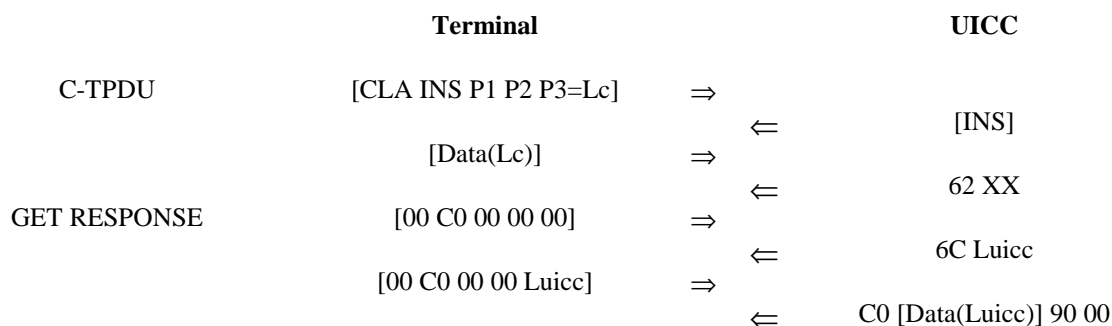 Terminal UICC
C-TPDU [CLA INS P1 P2 P3=Lc] ⇒
⇐ [INS]
[Data(Lc)] ⇒
⇐ 62 XX
GET RESPONSE [00 C0 00 00 00] ⇒
⇐ 6C Luicc
[00 C0 00 00 Luicc] ⇒
⇐ C0 [Data(Luicc)] 90 00